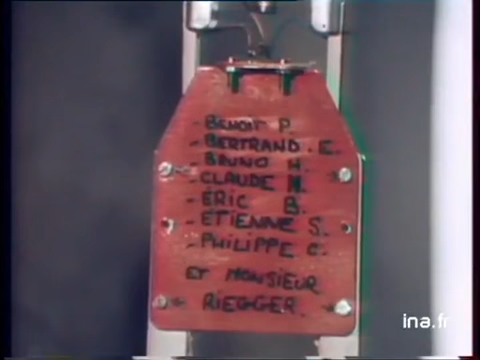 - BENOIT P.
- BERTRAND. E.
- BRUNO H.
- CLAUDE M.
- ÉRIC B.
- ETIENNE S.
- PHILIPPE C.
ET MONSIEUR
RIEGGER.
ina.fr